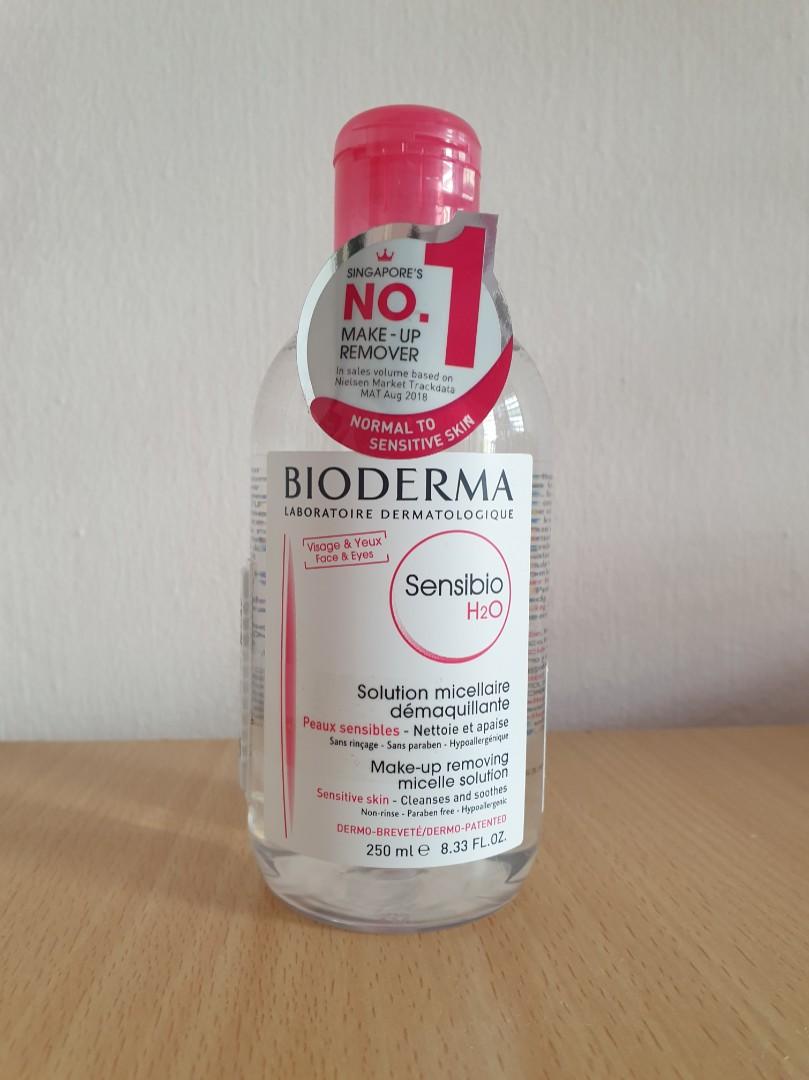 SINGAPORE'S
NO. 1
MAKE-UP
REMOVER
In sales volume based on
Nielsen Market Trackdata
MAT Aug 2018
NORMAL TO
SENSITIVE SKIN
BIODERMA
LABORATOIRE DERMATOLOGIQUE
Visage & Yeux
Face & Eyes
Sensibio
H2O
Solution micellaire
démaquillante
Peaux sensibles - Nettoie et apaise
Sans rinçage - Sans paraben - Hypoallergénique
Make-up removing
micelle solution
Sensitive skin - Cleanses and soothes
Non-rinse - Paraben free - Hypoallergenic
DERMO-BREVETÉ/DERMO-PATENTED
250 ml ℮ 8.33 FL.OZ.